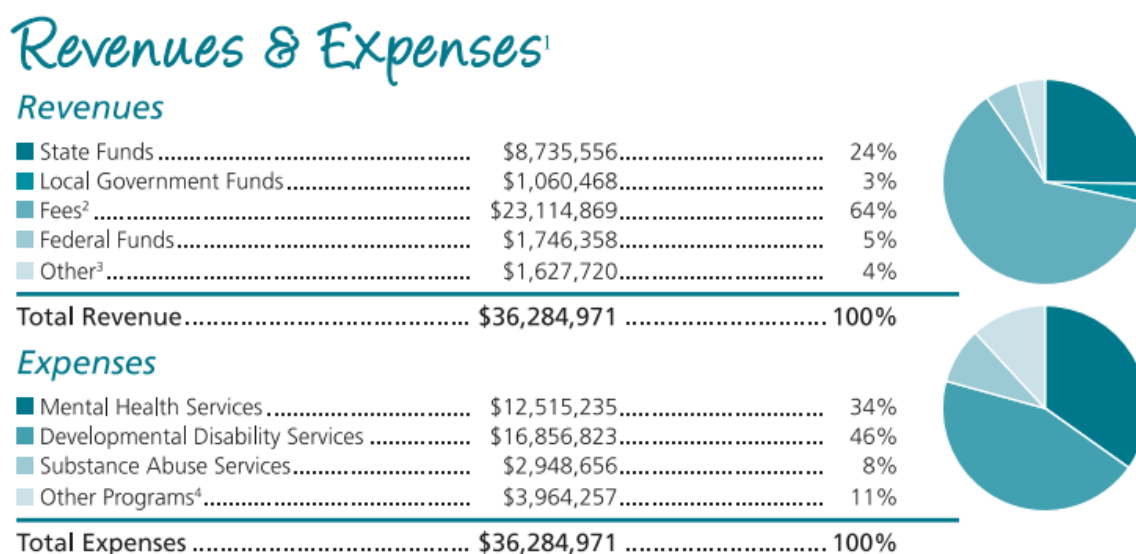 Revenues & Expenses¹
Revenues
State Funds ........................................ $8,735,556 ........................................ 24%
Local Government Funds ........................................ $1,060,468 ........................................ 3%
Fees² ........................................ $23,114,869 ........................................ 64%
Federal Funds ........................................ $1,746,358 ........................................ 5%
Other³ ........................................ $1,627,720 ........................................ 4%
Total Revenue ........................................ $36,284,971 ........................................ 100%
Expenses
Mental Health Services ........................................ $12,515,235 ........................................ 34%
Developmental Disability Services ........................................ $16,856,823 ........................................ 46%
Substance Abuse Services ........................................ $2,948,656 ........................................ 8%
Other Programs⁴ ........................................ $3,964,257 ........................................ 11%
Total Expenses ........................................ $36,284,971 ........................................ 100%